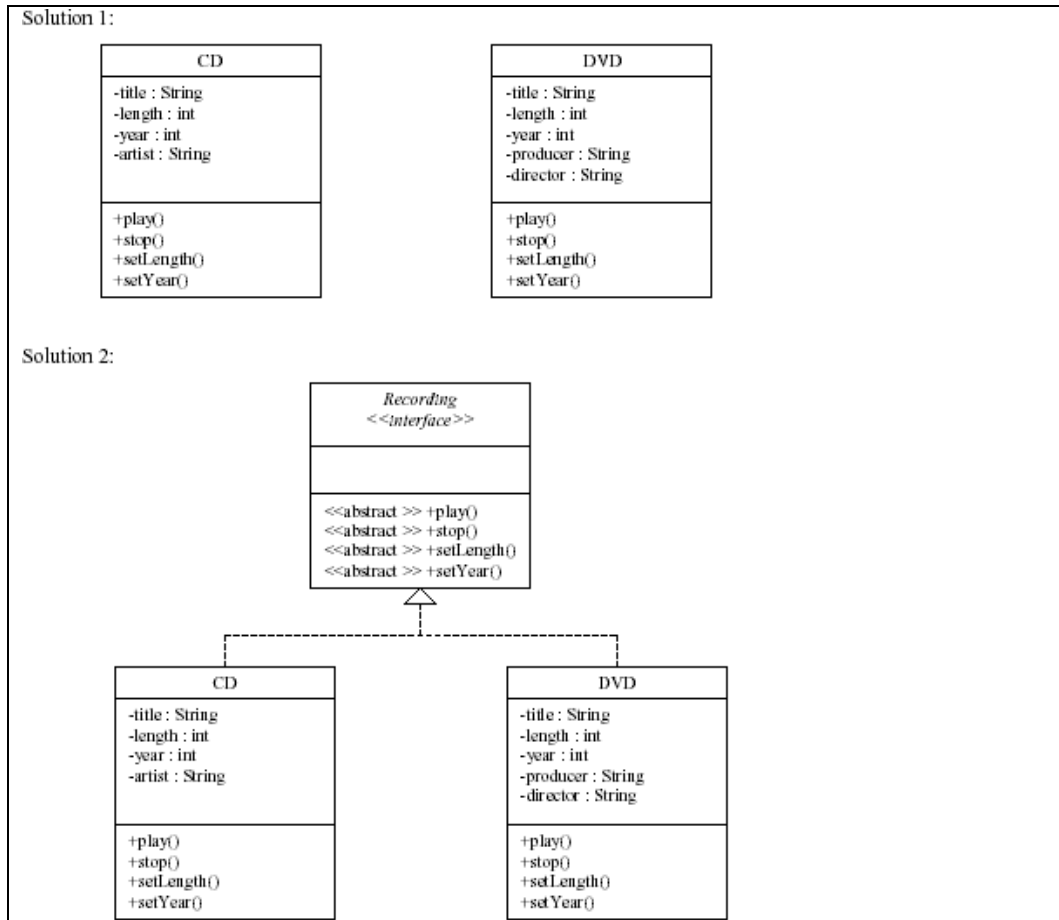 Solution 1:
CD
-title : String
-length : int
-year : int
-artist : String
+play()
+stop()
+setLength()
+setYear()
DVD
-title : String
-length : int
-year : int
-producer : String
-director : String
+play()
+stop()
+setLength()
+setYear()
Solution 2:
Recording
<<interface>>
<<abstract >> +play()
<<abstract >> +stop()
<<abstract >> +setLength()
<<abstract >> +setYear()
CD
-title : String
-length : int
-year : int
-artist : String
+play()
+stop()
+setLength()
+setYear()
DVD
-title : String
-length : int
-year : int
-producer : String
-director : String
+play()
+stop()
+setLength()
+setYear()